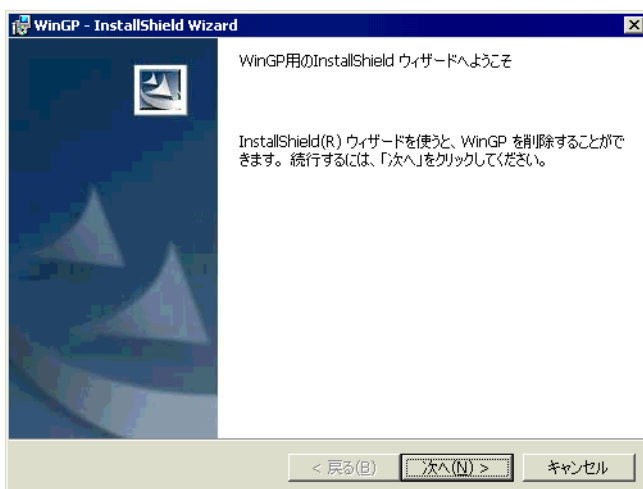 WinGP - InstallShield Wizard
WinGP用のInstallShield ウィザードへようこそ
InstallShield(R) ウィザードを使うと、WinGP を削除することがで
きます。続行するには、「次へ」をクリックしてください。
< 戻る(B)
次へ(N) >
キャンセル